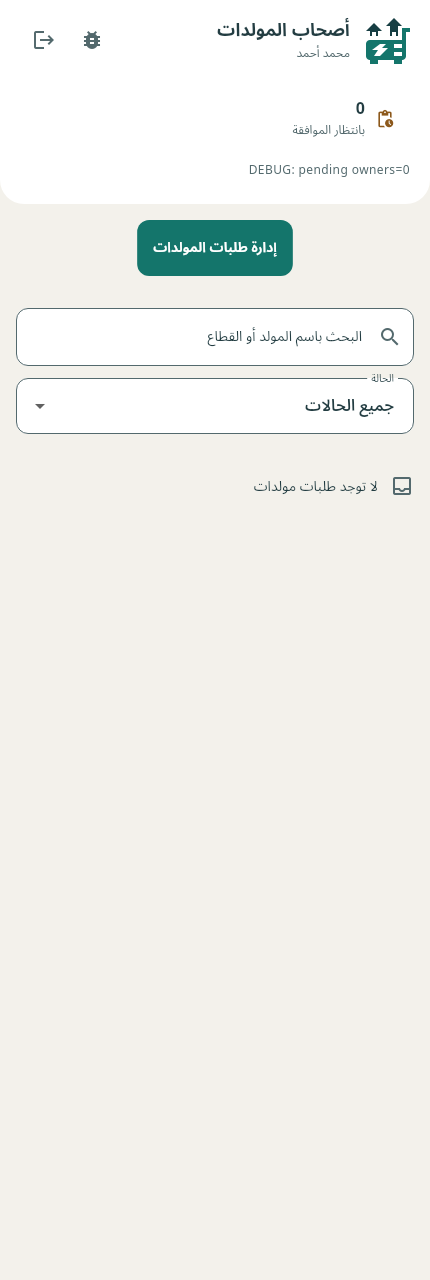 أصحاب المولدات
محمد أحمد
0
بانتظار الموافقة
DEBUG: pending owners=0
إدارة طلبات المولدات
البحث باسم المولد أو القطاع
الحالة
جميع الحالات
لا توجد طلبات مولدات